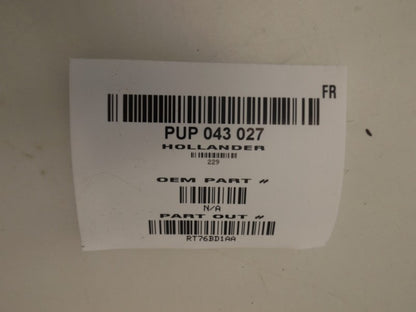 FR
PUP 043 027
HOLLANDER
229
OEM PART #
N/A
PART OUT #
RT76BD1AA